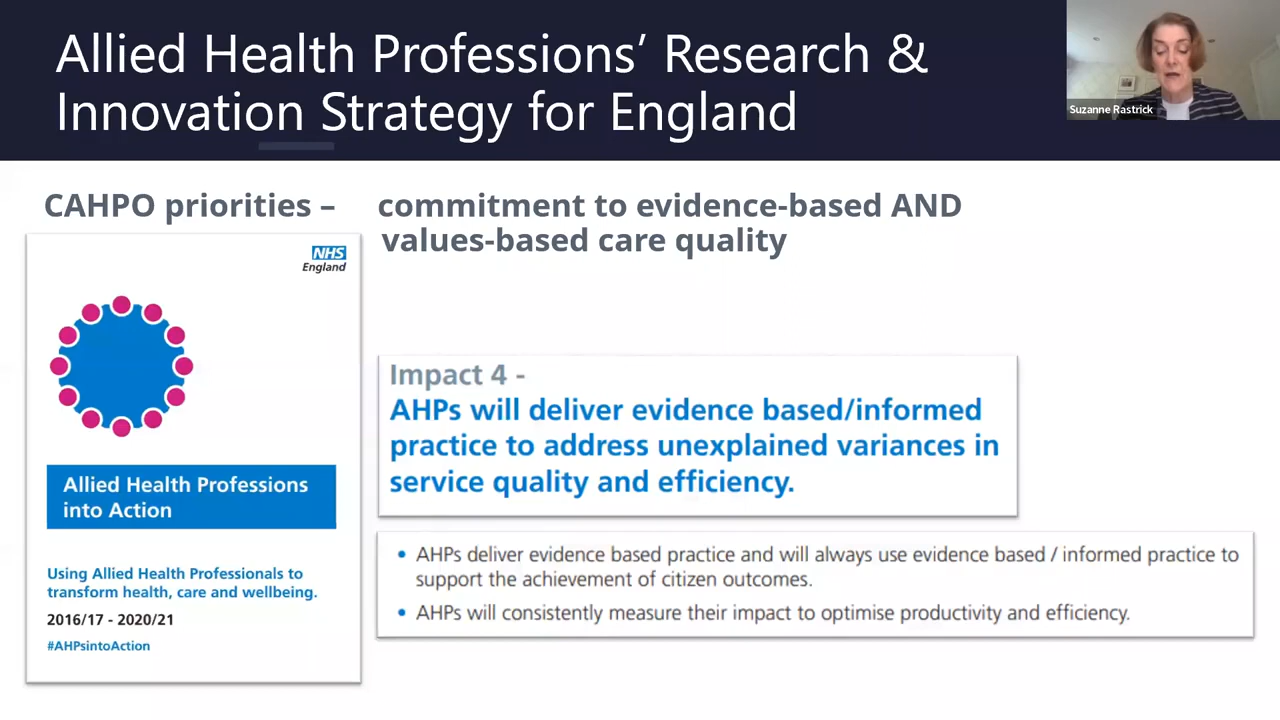 Allied Health Professions’ Research &
Innovation Strategy for England
Suzanne Rastrick
CAHPO priorities –
commitment to evidence-based AND
values-based care quality
NHS
England
Allied Health Professions
into Action
Using Allied Health Professionals to
transform health, care and wellbeing.
2016/17 - 2020/21
#AHPsintoAction
Impact 4 -
AHPs will deliver evidence based/informed
practice to address unexplained variances in
service quality and efficiency.
• AHPs deliver evidence based practice and will always use evidence based / informed practice to
support the achievement of citizen outcomes.
• AHPs will consistently measure their impact to optimise productivity and efficiency.